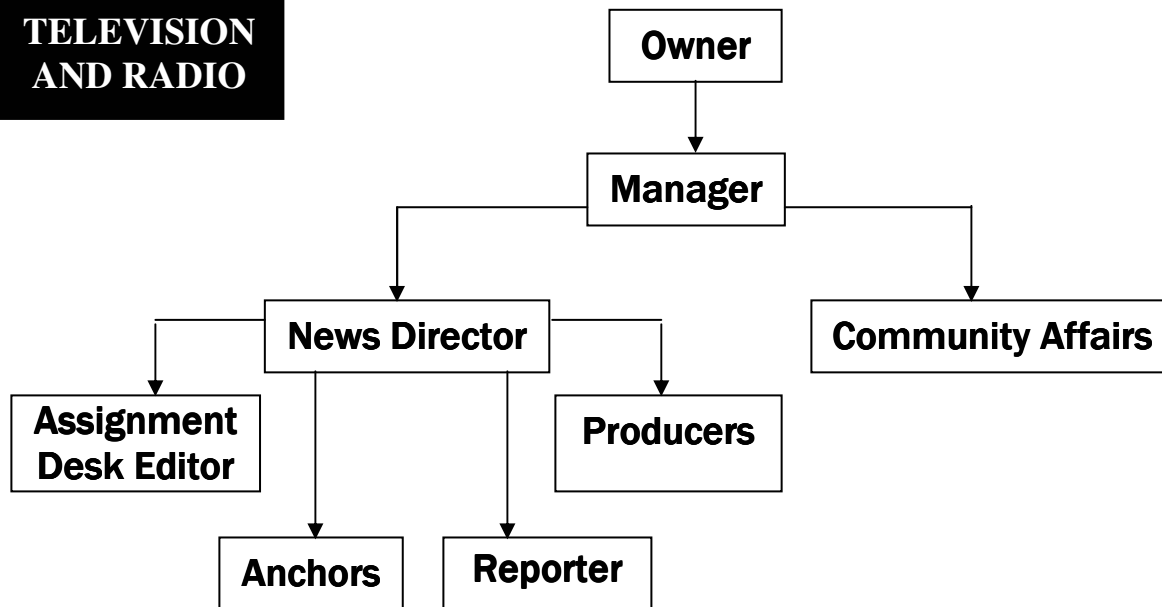 TELEVISION
AND RADIO
Owner
Manager
News Director
Community Affairs
Assignment
Desk Editor
Producers
Anchors
Reporter